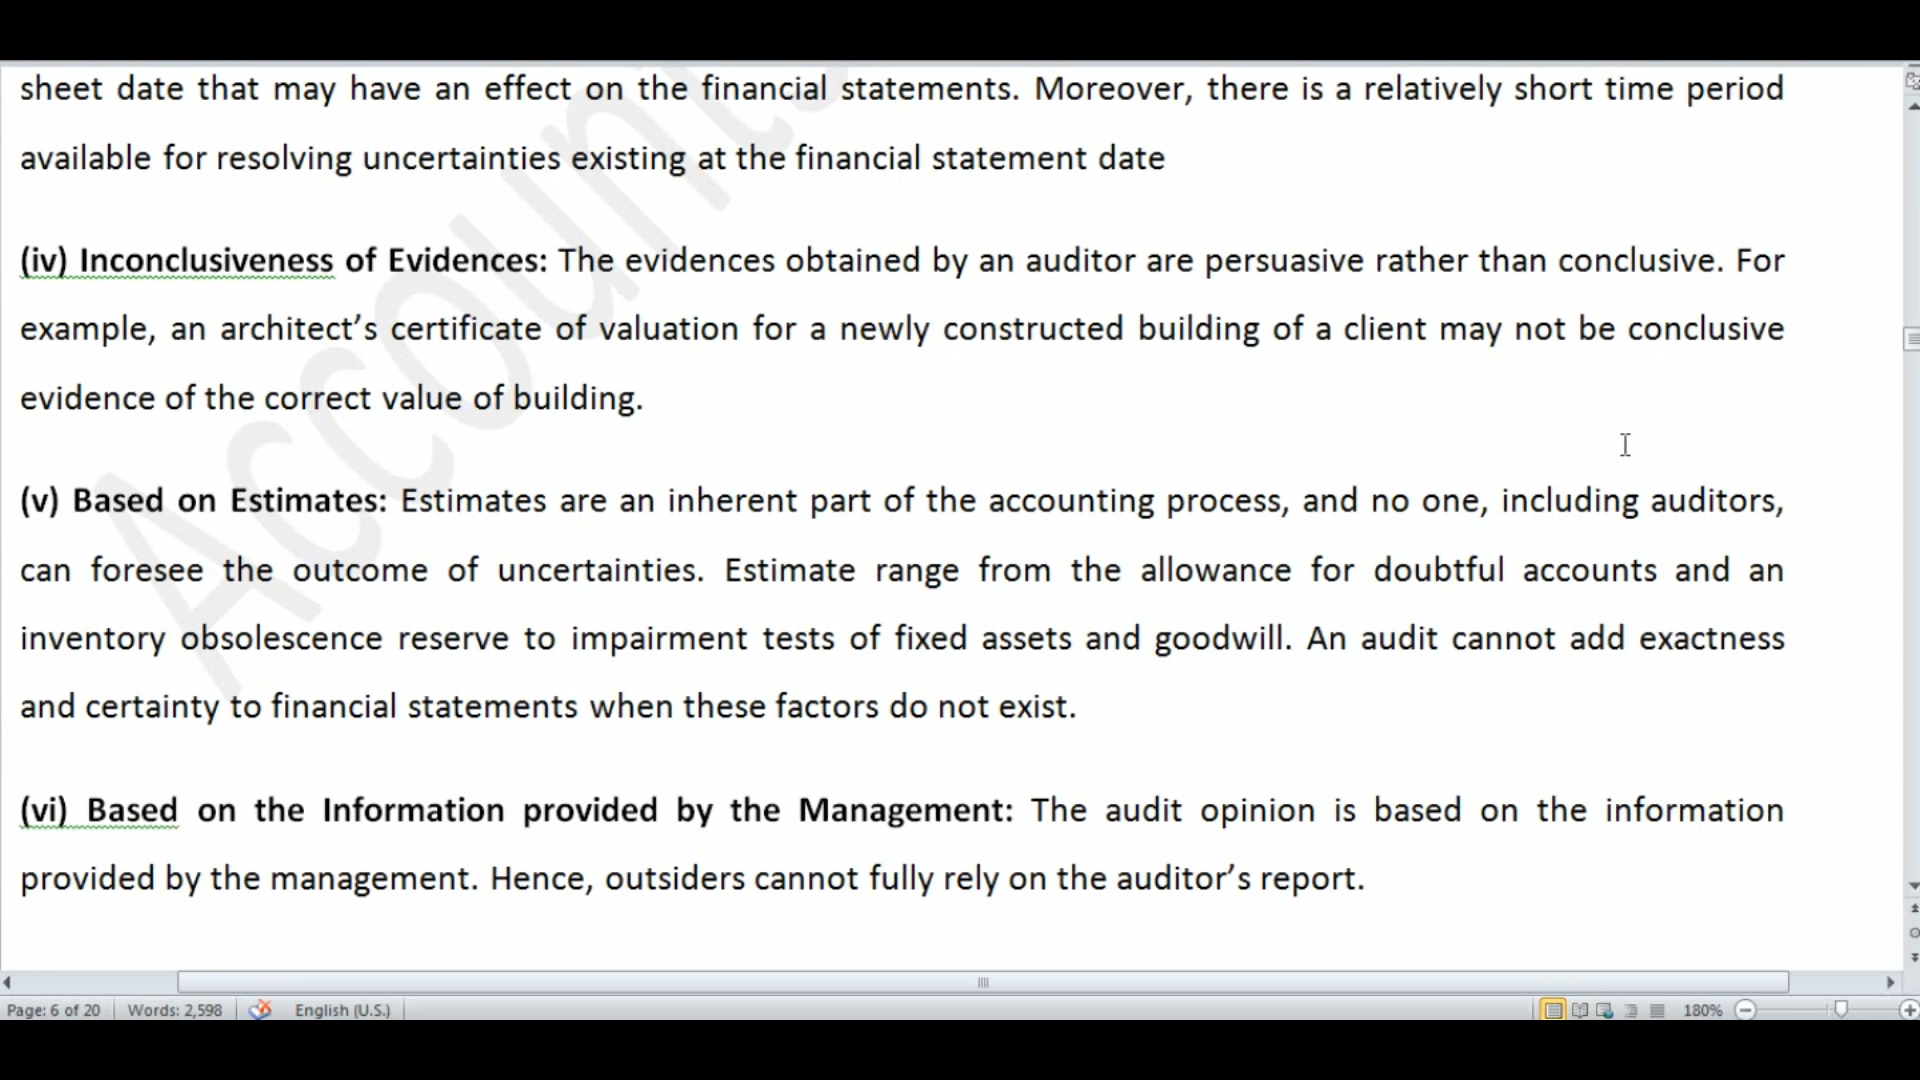 sheet date that may have an effect on the financial statements. Moreover, there is a relatively short time period
available for resolving uncertainties existing at the financial statement date
(iv) Inconclusiveness of Evidences: The evidences obtained by an auditor are persuasive rather than conclusive. For
example, an architect’s certificate of valuation for a newly constructed building of a client may not be conclusive
evidence of the correct value of building.
(v) Based on Estimates: Estimates are an inherent part of the accounting process, and no one, including auditors,
can foresee the outcome of uncertainties. Estimate range from the allowance for doubtful accounts and an
inventory obsolescence reserve to impairment tests of fixed assets and goodwill. An audit cannot add exactness
and certainty to financial statements when these factors do not exist.
(vi) Based on the Information provided by the Management: The audit opinion is based on the information
provided by the management. Hence, outsiders cannot fully rely on the auditor’s report.
Page: 6 of 20 Words: 2,598 English (U.S.) 180%